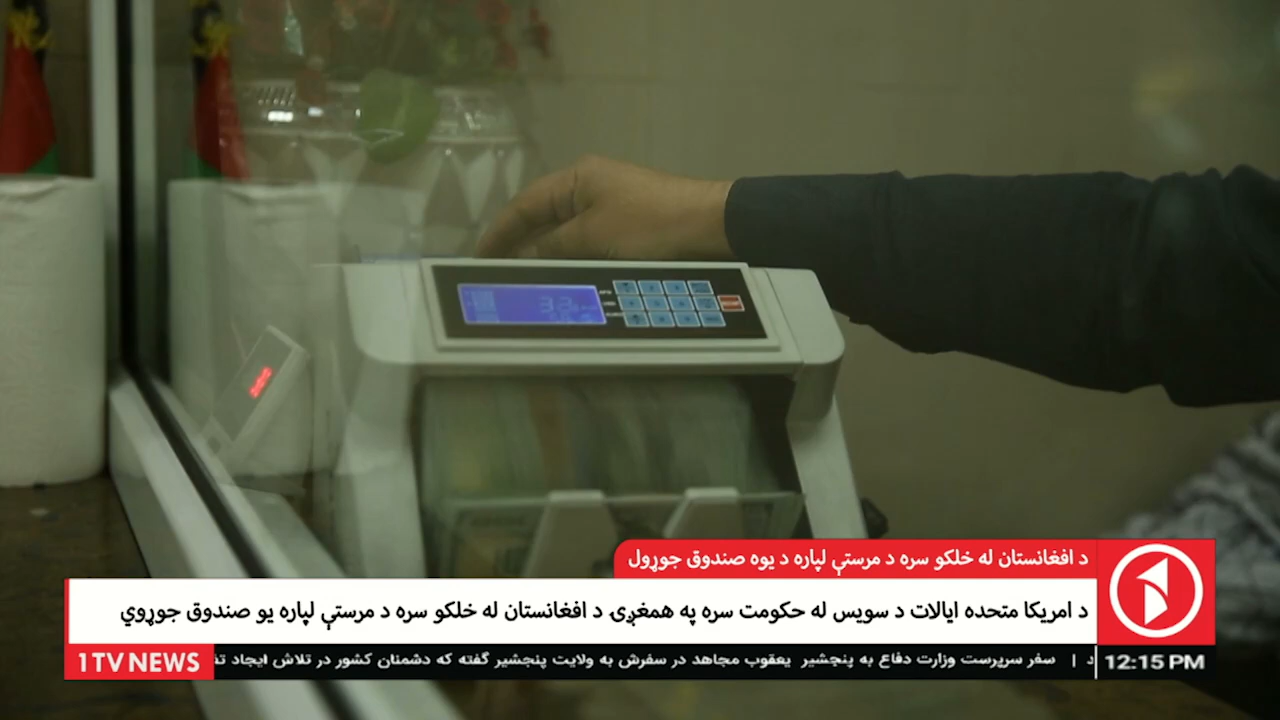 د افغانستان له خلکو سره د مرستې لپاره د یوه صندوق جوړول
د امریکا متحده ایالات د سویس له حکومت سره په همغږۍ د افغانستان له خلکو سره د مرستې لپاره یو صندوق جوړوي
1TV NEWS
د | سفر سرپرست وزارت دفاع به پنجشیر یعقوب مجاهد در سفرش به ولایت پنجشیر گفته که دشمنان کشور در تلاش ایجاد
12:15 PM